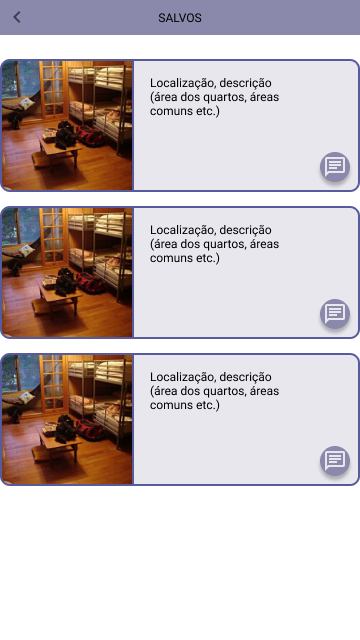 SALVOS
Localização, descrição
(área dos quartos, áreas
comuns etc.)
Localização, descrição
(área dos quartos, áreas
comuns etc.)
Localização, descrição
(área dos quartos, áreas
comuns etc.)